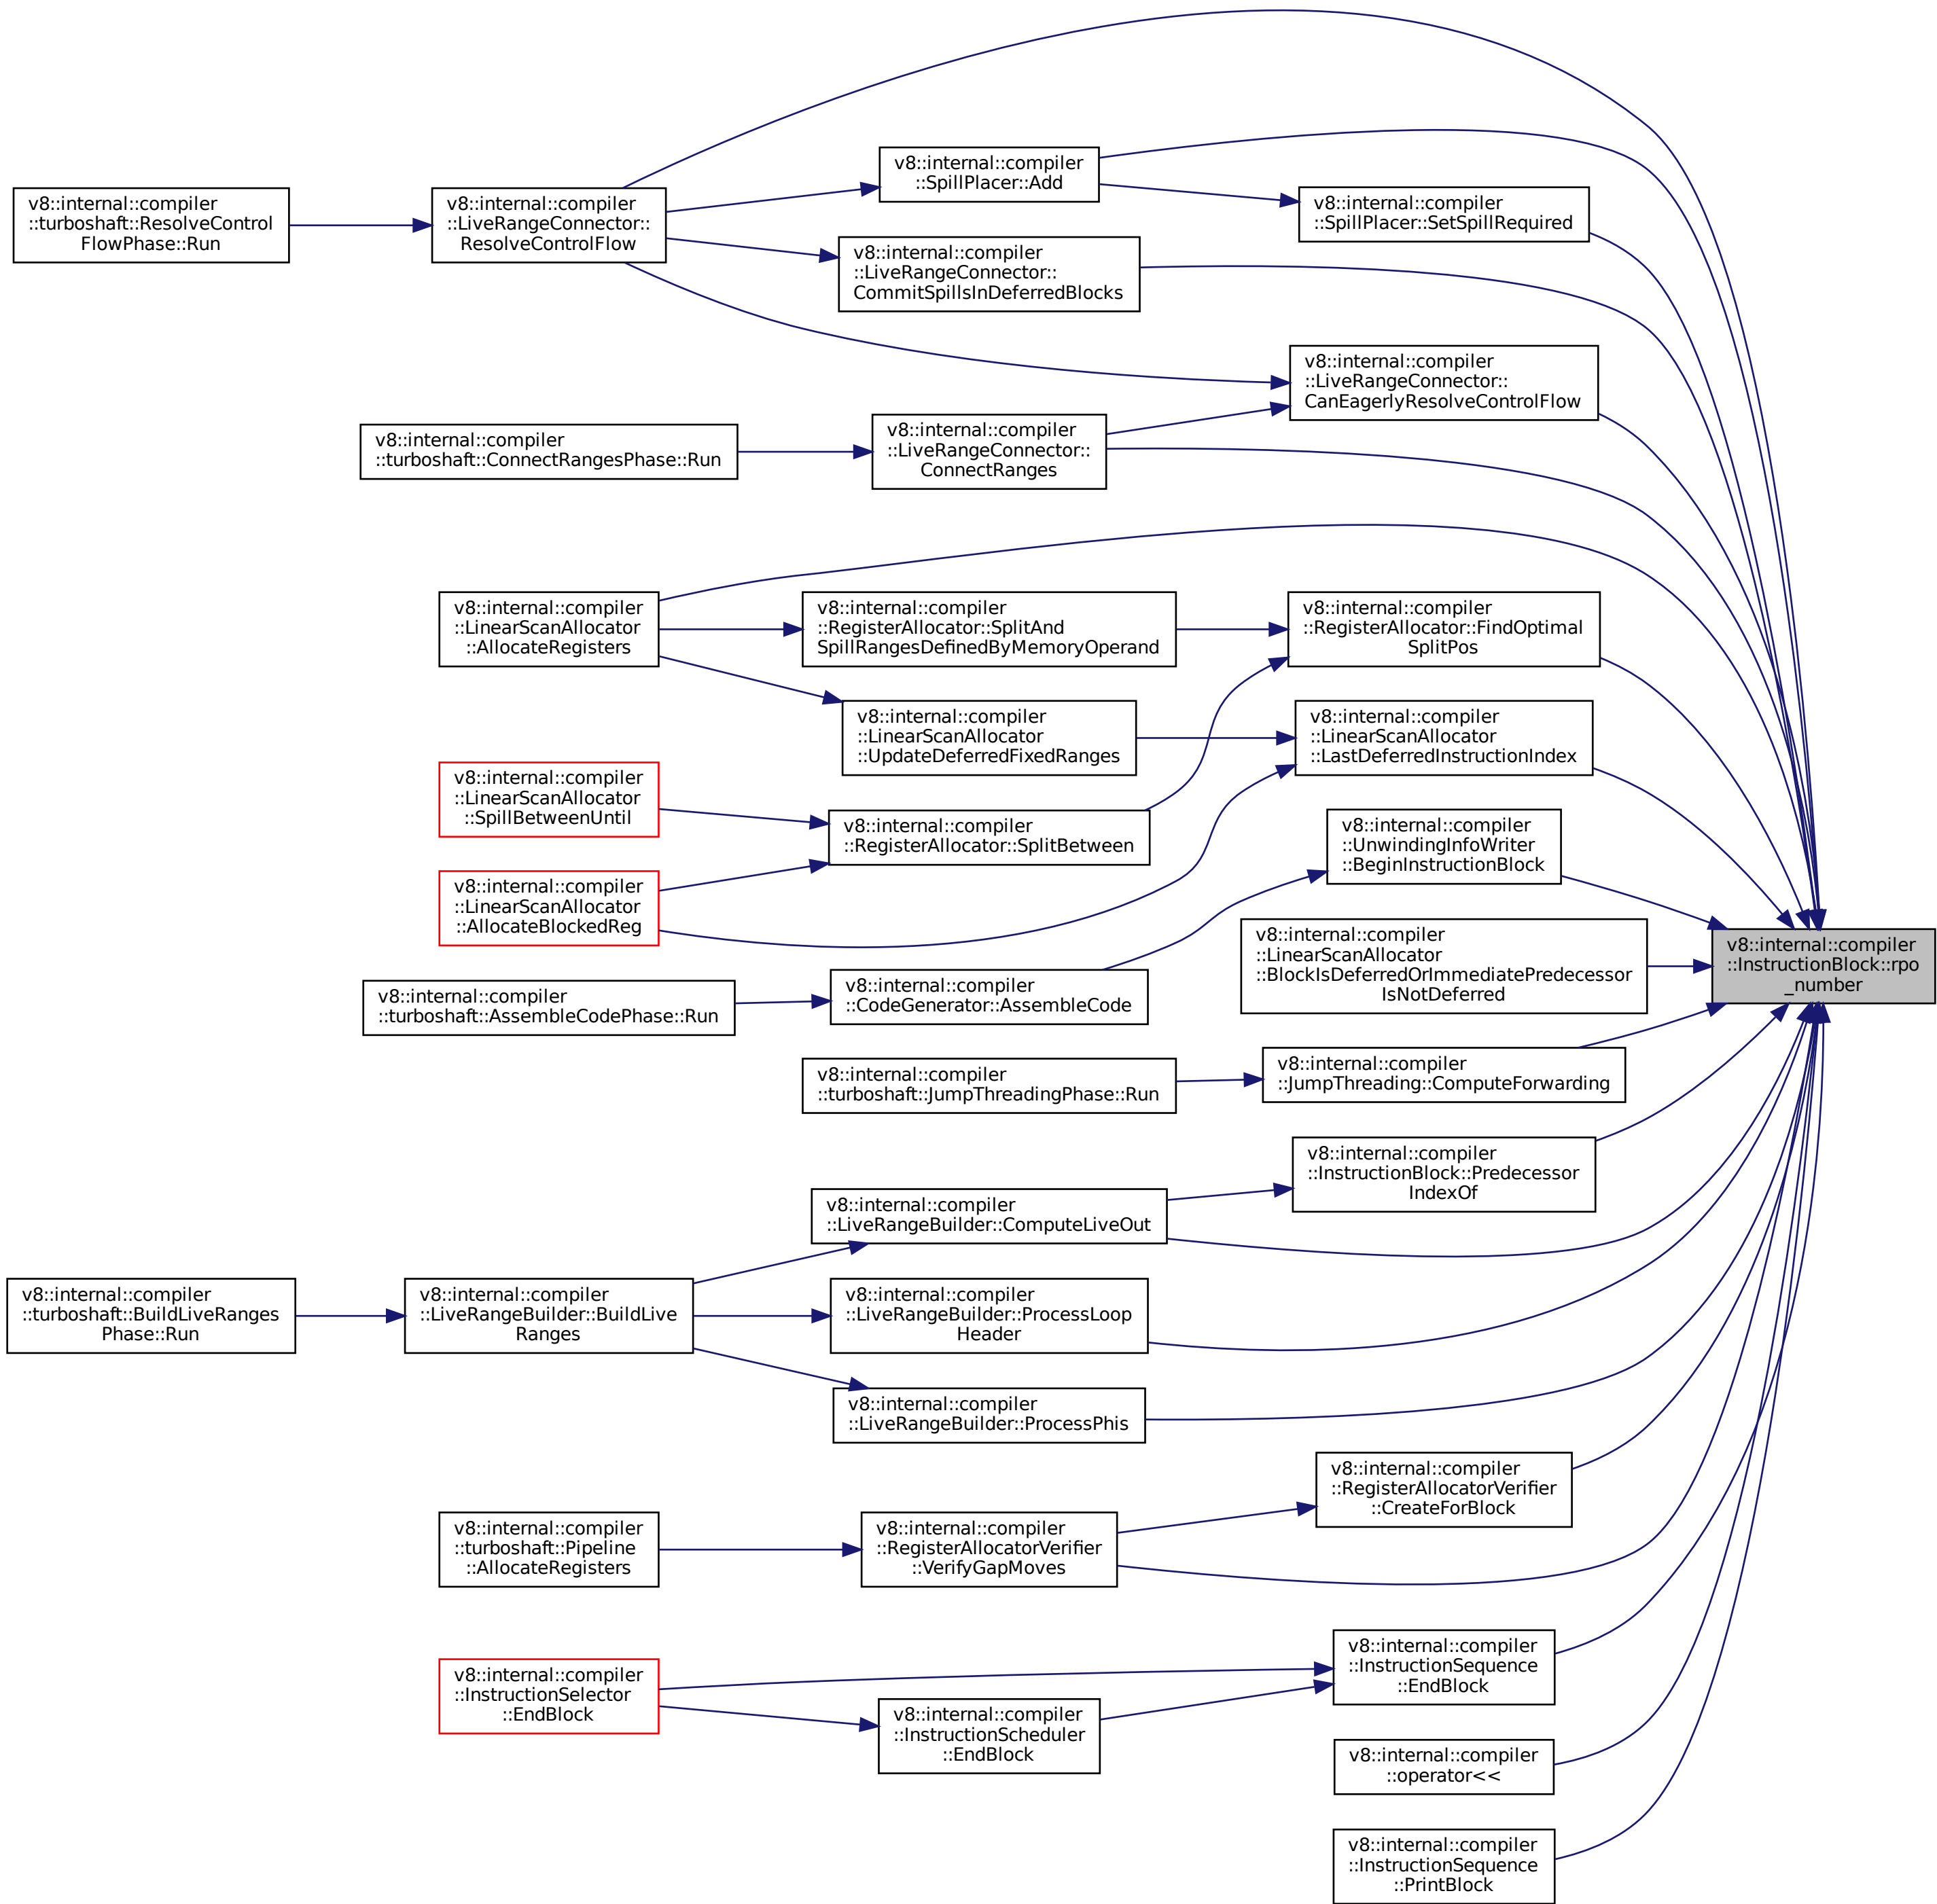 v8::internal::compiler
::SpillPlacer::Add
v8::internal::compiler
::turboshaft::ResolveControl
FlowPhase::Run
v8::internal::compiler
::LiveRangeConnector::
ResolveControlFlow
v8::internal::compiler
::SpillPlacer::SetSpillRequired
v8::internal::compiler
::LiveRangeConnector::
CommitSpillsInDeferredBlocks
v8::internal::compiler
::LiveRangeConnector::
CanEagerlyResolveControlFlow
v8::internal::compiler
::turboshaft::ConnectRangesPhase::Run
v8::internal::compiler
::LiveRangeConnector::
ConnectRanges
v8::internal::compiler
::LinearScanAllocator
::AllocateRegisters
v8::internal::compiler
::RegisterAllocator::SplitAnd
SpillRangesDefinedByMemoryOperand
v8::internal::compiler
::RegisterAllocator::FindOptimal
SplitPos
v8::internal::compiler
::LinearScanAllocator
::UpdateDeferredFixedRanges
v8::internal::compiler
::LinearScanAllocator
::LastDeferredInstructionIndex
v8::internal::compiler
::LinearScanAllocator
::SpillBetweenUntil
v8::internal::compiler
::RegisterAllocator::SplitBetween
v8::internal::compiler
::UnwindingInfoWriter
::BeginInstructionBlock
v8::internal::compiler
::LinearScanAllocator
::AllocateBlockedReg
v8::internal::compiler
::LinearScanAllocator
::BlockIsDeferredOrImmediatePredecessor
IsNotDeferred
v8::internal::compiler
::InstructionBlock::rpo
_number
v8::internal::compiler
::turboshaft::AssembleCodePhase::Run
v8::internal::compiler
::CodeGenerator::AssembleCode
v8::internal::compiler
::turboshaft::JumpThreadingPhase::Run
v8::internal::compiler
::JumpThreading::ComputeForwarding
v8::internal::compiler
::InstructionBlock::Predecessor
IndexOf
v8::internal::compiler
::LiveRangeBuilder::ComputeLiveOut
v8::internal::compiler
::turboshaft::BuildLiveRanges
Phase::Run
v8::internal::compiler
::LiveRangeBuilder::BuildLive
Ranges
v8::internal::compiler
::LiveRangeBuilder::ProcessLoop
Header
v8::internal::compiler
::LiveRangeBuilder::ProcessPhis
v8::internal::compiler
::RegisterAllocatorVerifier
::CreateForBlock
v8::internal::compiler
::turboshaft::Pipeline
::AllocateRegisters
v8::internal::compiler
::RegisterAllocatorVerifier
::VerifyGapMoves
v8::internal::compiler
::InstructionSequence
::EndBlock
v8::internal::compiler
::InstructionSelector
::EndBlock
v8::internal::compiler
::InstructionScheduler
::EndBlock
v8::internal::compiler
::operator<<
v8::internal::compiler
::InstructionSequence
::PrintBlock